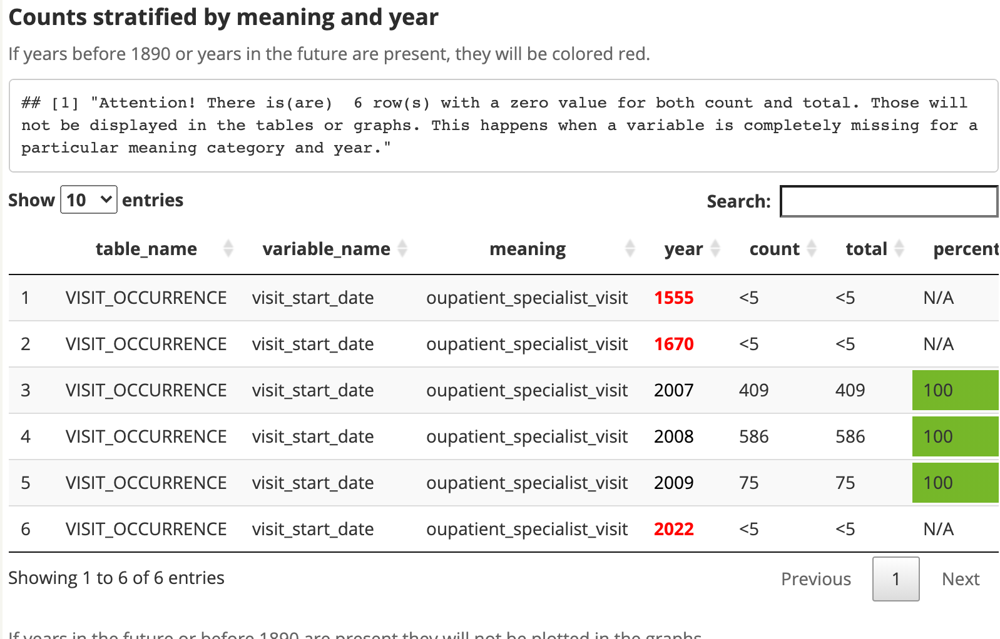 Counts stratified by meaning and year
If years before 1890 or years in the future are present, they will be colored red.
## [1] "Attention! There is(are)  6 row(s) with a zero value for both count and total. Those will
not be displayed in the tables or graphs. This happens when a variable is completely missing for a
particular meaning category and year."
Show 10 entries Search:
table_name variable_name meaning year count total percent
1 VISIT_OCCURRENCE visit_start_date oupatient_specialist_visit 1555 <5 <5 N/A
2 VISIT_OCCURRENCE visit_start_date oupatient_specialist_visit 1670 <5 <5 N/A
3 VISIT_OCCURRENCE visit_start_date oupatient_specialist_visit 2007 409 409 100
4 VISIT_OCCURRENCE visit_start_date oupatient_specialist_visit 2008 586 586 100
5 VISIT_OCCURRENCE visit_start_date oupatient_specialist_visit 2009 75 75 100
6 VISIT_OCCURRENCE visit_start_date oupatient_specialist_visit 2022 <5 <5 N/A
Showing 1 to 6 of 6 entries Previous 1 Next
If years in the future or before 1890 are present they will not be plotted in the graphs